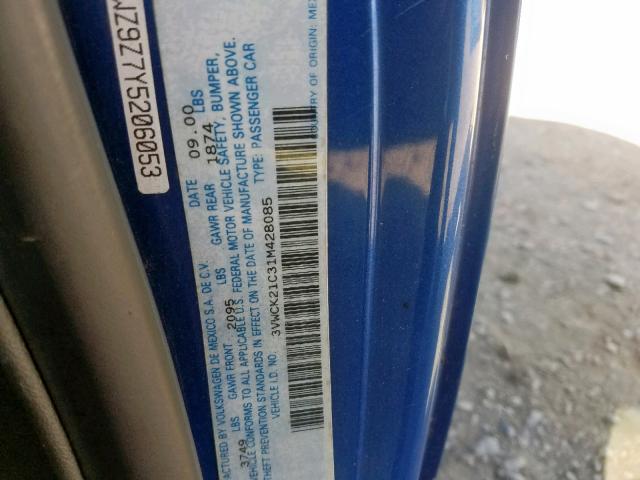 WZ9Z7Y5206053
ACTURED BY VOLKSWAGEN DE MEXICO S.A. DE C.V. DATE 09.00
3749 LBS GAWR FRONT 2095 LBS GAWR REAR 1874 LBS
VEHICLE CONFORMS TO ALL APPLICABLE U.S. FEDERAL MOTOR VEHICLE SAFETY, BUMPER,
THEFT PREVENTION STANDARDS IN EFFECT ON THE DATE OF MANUFACTURE SHOWN ABOVE.
VEHICLE I.D. NO. 3VWCK21C31M428085 TYPE: PASSENGER CAR
COUNTRY OF ORIGIN: MEX